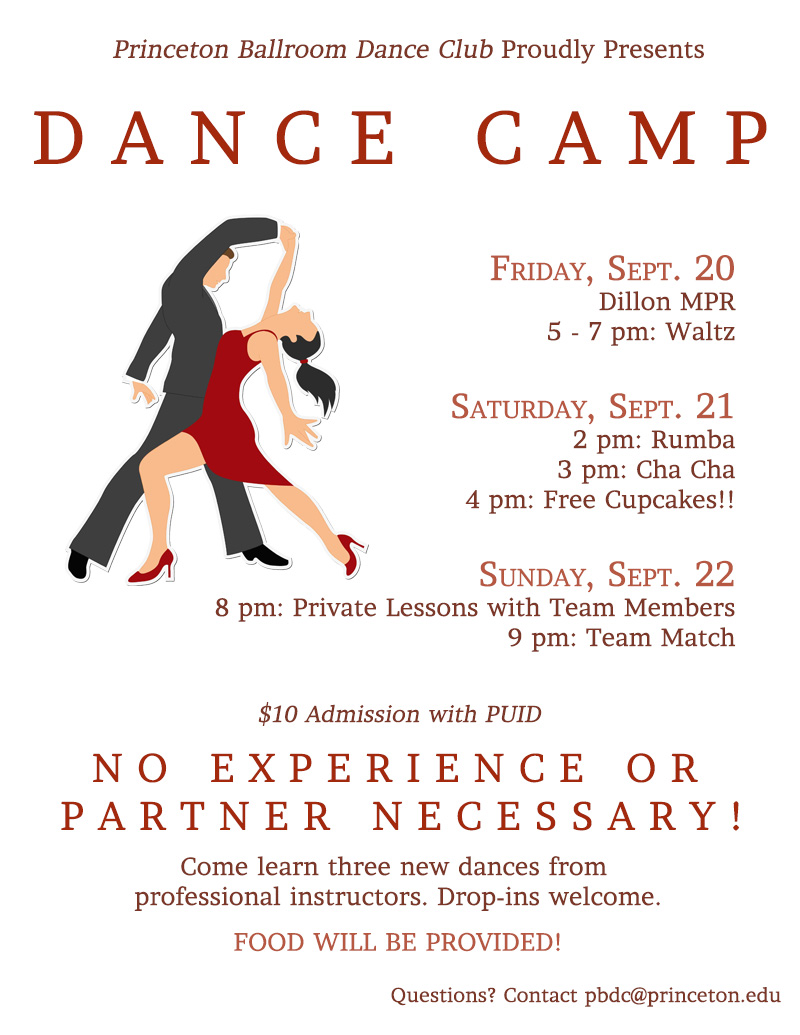 Princeton Ballroom Dance Club Proudly Presents
DANCE CAMP
Friday, Sept. 20
Dillon MPR
5 - 7 pm: Waltz
Saturday, Sept. 21
2 pm: Rumba
3 pm: Cha Cha
4 pm: Free Cupcakes!!
Sunday, Sept. 22
8 pm: Private Lessons with Team Members
9 pm: Team Match
$10 Admission with PUID
NO EXPERIENCE OR
PARTNER NECESSARY!
Come learn three new dances from
professional instructors. Drop-ins welcome.
FOOD WILL BE PROVIDED!
Questions? Contact pbdc@princeton.edu